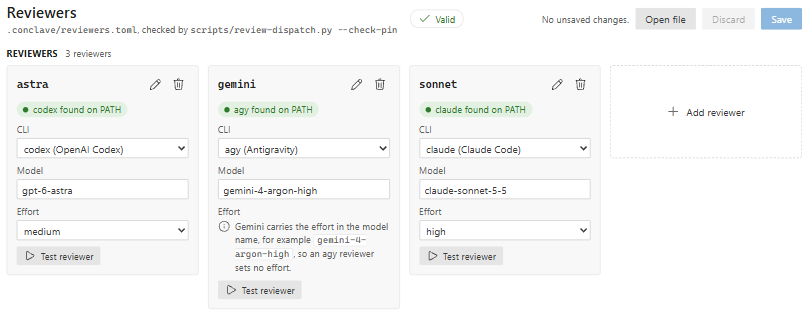 Reviewers
.conclave/reviewers.toml, checked by scripts/review-dispatch.py --check-pin
Valid
No unsaved changes.
Open file
Discard
Save
REVIEWERS 3 reviewers
astra
codex found on PATH
CLI
codex (OpenAI Codex)
Model
gpt-6-astra
Effort
medium
Test reviewer
gemini
agy found on PATH
CLI
agy (Antigravity)
Model
gemini-4-argon-high
Effort
Gemini carries the effort in the model
name, for example gemini-4-
argon-high , so an agy reviewer
sets no effort.
Test reviewer
sonnet
claude found on PATH
CLI
claude (Claude Code)
Model
claude-sonnet-5-5
Effort
high
Test reviewer
Add reviewer